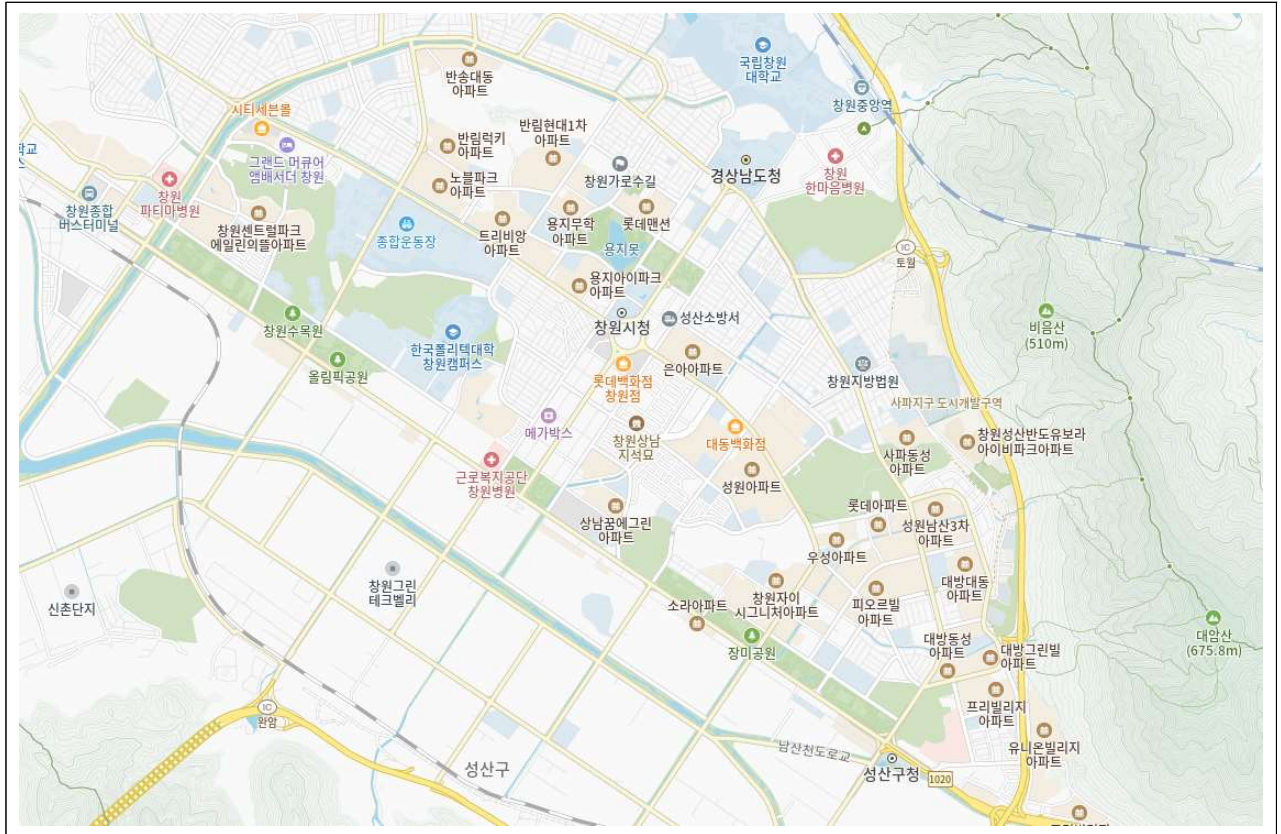 국립창원
대학교
반송대동
아파트
창원중앙역
시티세븐몰
반림현대1차
아파트
반림럭키
아파트
그랜드 머큐어
앰배서더 창원
노블파크
아파트
창원가로수길
경상남도청
창원
한마음병원
창원
파티마병원
창원종합
버스터미널
창원센트럴파크
에일린의뜰아파트
종합운동장
트리비앙
아파트
용지무학
아파트
롯데맨션
용지못
IC
토월
용지아이파크
아파트
창원수목원
창원시청
성산소방서
비음산
(510m)
한국폴리텍대학
창원캠퍼스
올림픽공원
롯데백화점
창원점
은아아파트
창원지방법원
사파지구 도시개발구역
메가박스
창원상남
지석묘
대동백화점
사파동성
아파트
창원성산반도유보라
아이비파크아파트
근로복지공단
창원병원
성원아파트
롯데아파트
성원남산3차
아파트
상남꿈에그린
아파트
우성아파트
신촌단지
창원그린
테크벨리
소라아파트
창원자이
시그니처아파트
피오르빌
아파트
대방대동
아파트
대암산
(675.8m)
장미공원
대방동성
아파트
대방그린빌
아파트
프리빌리지
아파트
IC
완암
유니온빌리지
아파트
남산천도로교
성산구
성산구청
1020